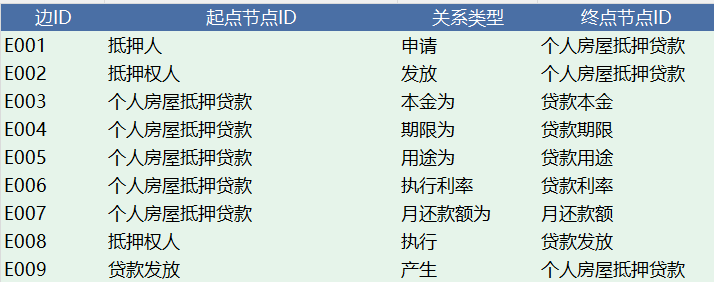 边ID 起点节点ID 关系类型 终点节点ID
E001 抵押人 申请 个人房屋抵押贷款
E002 抵押权人 发放 个人房屋抵押贷款
E003 个人房屋抵押贷款 本金为 贷款本金
E004 个人房屋抵押贷款 期限为 贷款期限
E005 个人房屋抵押贷款 用途为 贷款用途
E006 个人房屋抵押贷款 执行利率 贷款利率
E007 个人房屋抵押贷款 月还款额为 月还款额
E008 抵押权人 执行 贷款发放
E009 贷款发放 产生 个人房屋抵押贷款